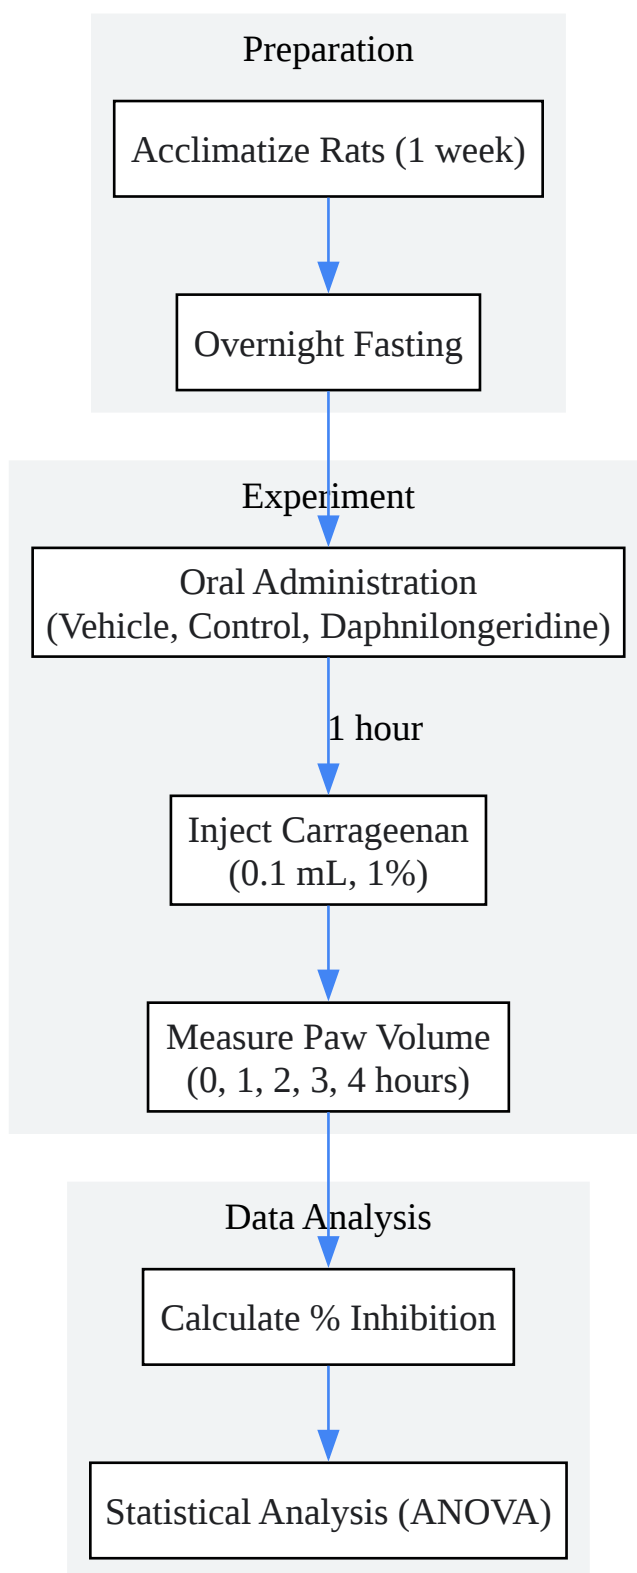 Preparation
Acclimatize Rats (1 week)
Overnight Fasting
Experiment
Oral Administration
(Vehicle, Control, Daphnilongeridine)
1 hour
Inject Carrageenan
(0.1 mL, 1%)
Measure Paw Volume
(0, 1, 2, 3, 4 hours)
Data Analysis
Calculate % Inhibition
Statistical Analysis (ANOVA)